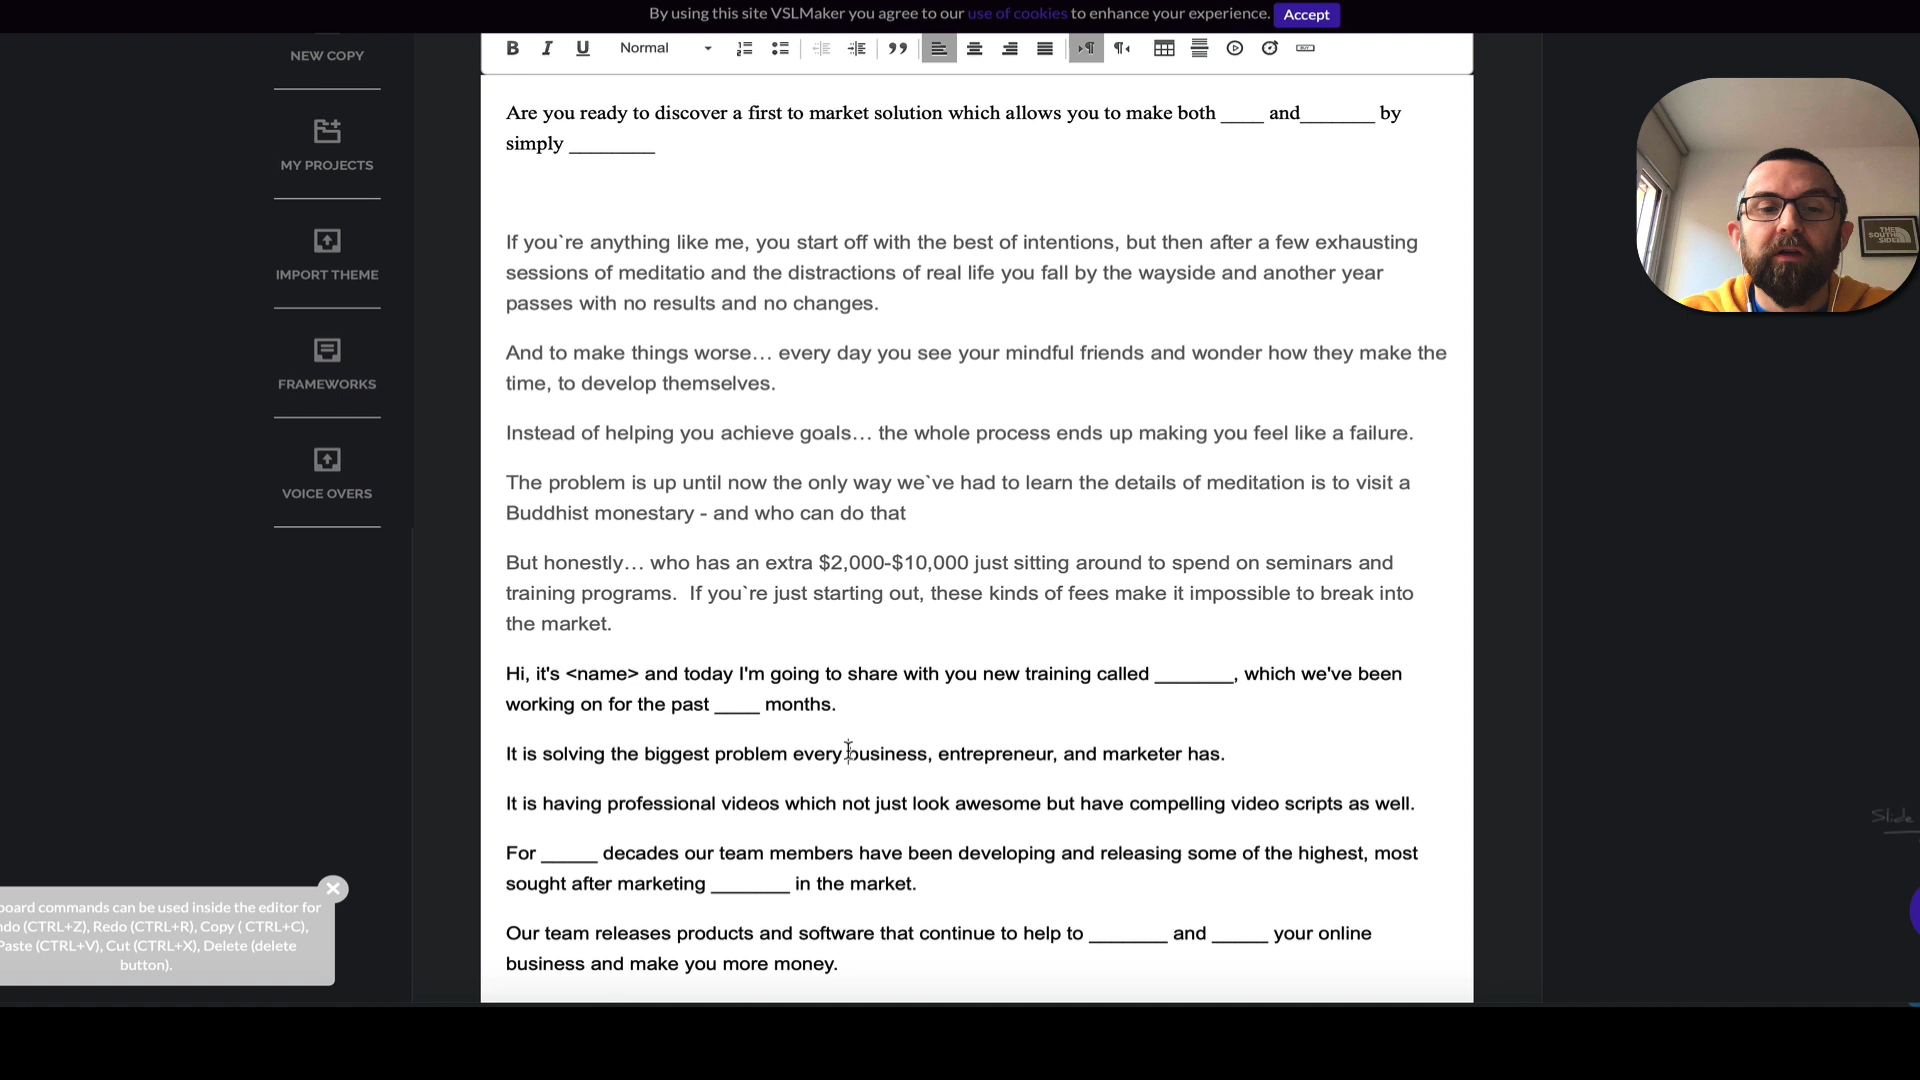 By using this site VSLMaker you agree to our use of cookies to enhance your experience. Accept
NEW COPY
MY PROJECTS
IMPORT THEME
FRAMEWORKS
VOICE OVERS
B I U Normal
Are you ready to discover a first to market solution which allows you to make both ____ and_______ by
simply ________
If you`re anything like me, you start off with the best of intentions, but then after a few exhausting
sessions of meditatio and the distractions of real life you fall by the wayside and another year
passes with no results and no changes.
And to make things worse… every day you see your mindful friends and wonder how they make the
time, to develop themselves.
Instead of helping you achieve goals… the whole process ends up making you feel like a failure.
The problem is up until now the only way we`ve had to learn the details of meditation is to visit a
Buddhist monestary - and who can do that
But honestly… who has an extra $2,000-$10,000 just sitting around to spend on seminars and
training programs.  If you`re just starting out, these kinds of fees make it impossible to break into
the market.
Hi, it's <name> and today I'm going to share with you new training called _______, which we've been
working on for the past ____ months.
It is solving the biggest problem every business, entrepreneur, and marketer has.
It is having professional videos which not just look awesome but have compelling video scripts as well.
For _____ decades our team members have been developing and releasing some of the highest, most
sought after marketing _______ in the market.
Our team releases products and software that continue to help to _______ and _____ your online
business and make you more money.
board commands can be used inside the editor for
ndo (CTRL+Z), Redo (CTRL+R), Copy ( CTRL+C),
Paste (CTRL+V), Cut (CTRL+X), Delete (delete
button).
THE
SOUTH
SIDE
Slide